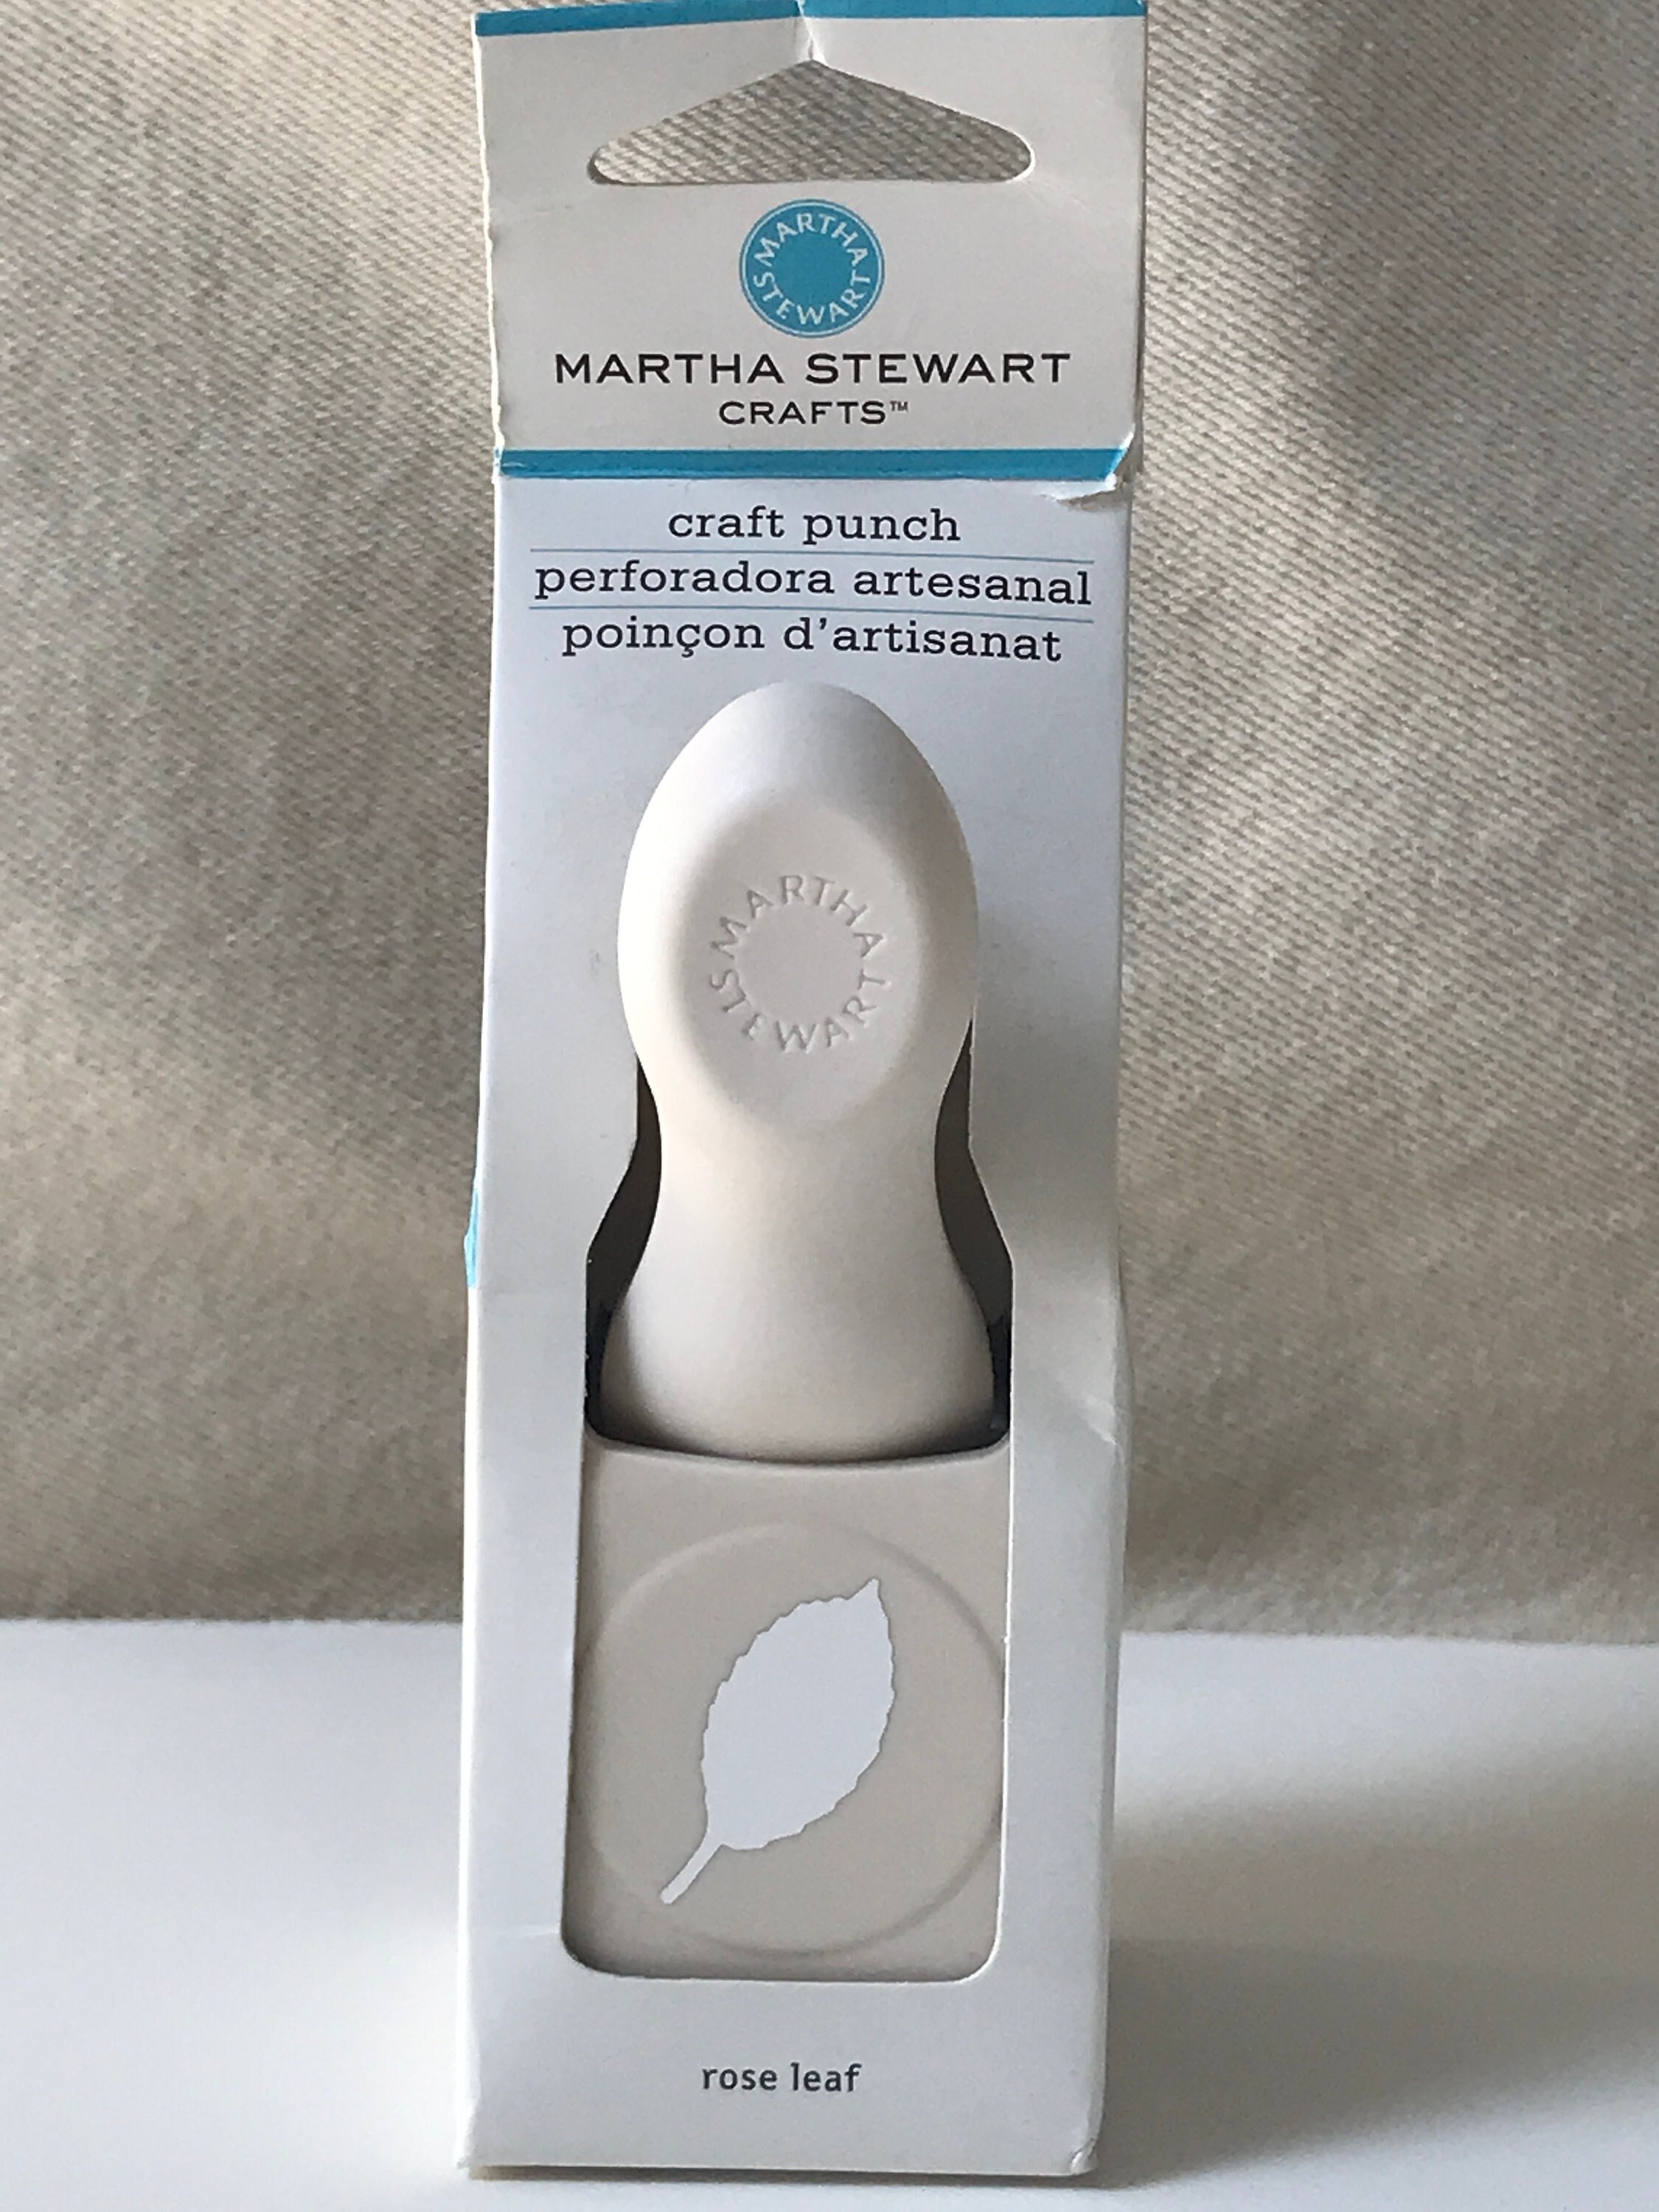 MARTHA STEWART
MARTHA STEWART
CRAFTS™
craft punch
perforadora artesanal
poinçon d'artisanat
MARTHA STEWART
rose leaf